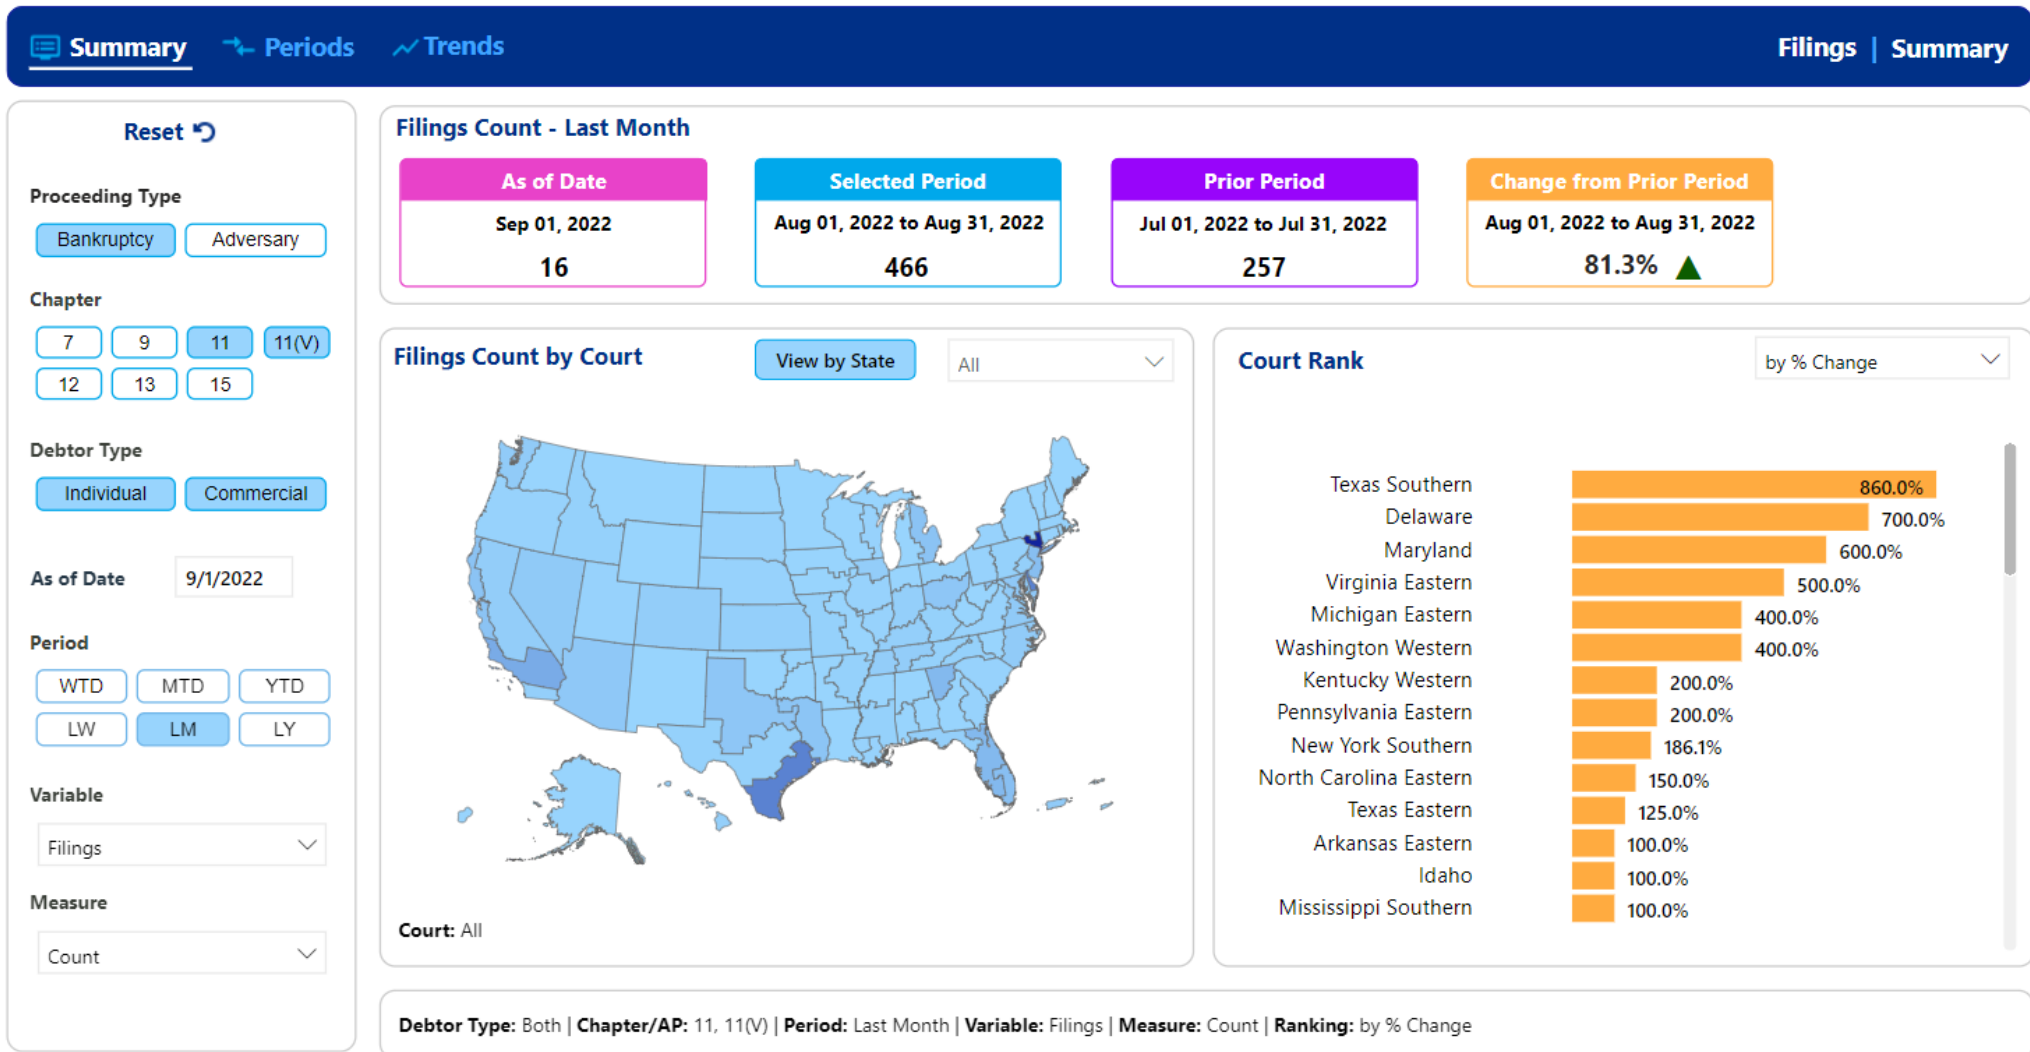 Summary Periods Trends Filings | Summary
Reset
Proceeding Type
Bankruptcy Adversary
Chapter
7 9 11 11(V)
12 13 15
Debtor Type
Individual Commercial
As of Date 9/1/2022
Period
WTD MTD YTD
LW LM LY
Variable
Filings
Measure
Count
Filings Count - Last Month
As of Date
Sep 01, 2022
16
Selected Period
Aug 01, 2022 to Aug 31, 2022
466
Prior Period
Jul 01, 2022 to Jul 31, 2022
257
Change from Prior Period
Aug 01, 2022 to Aug 31, 2022
81.3%
Filings Count by Court View by State All
Court: All
Court Rank by % Change
Texas Southern 860.0%
Delaware 700.0%
Maryland 600.0%
Virginia Eastern 500.0%
Michigan Eastern 400.0%
Washington Western 400.0%
Kentucky Western 200.0%
Pennsylvania Eastern 200.0%
New York Southern 186.1%
North Carolina Eastern 150.0%
Texas Eastern 125.0%
Arkansas Eastern 100.0%
Idaho 100.0%
Mississippi Southern 100.0%
Debtor Type: Both | Chapter/AP: 11, 11(V) | Period: Last Month | Variable: Filings | Measure: Count | Ranking: by % Change